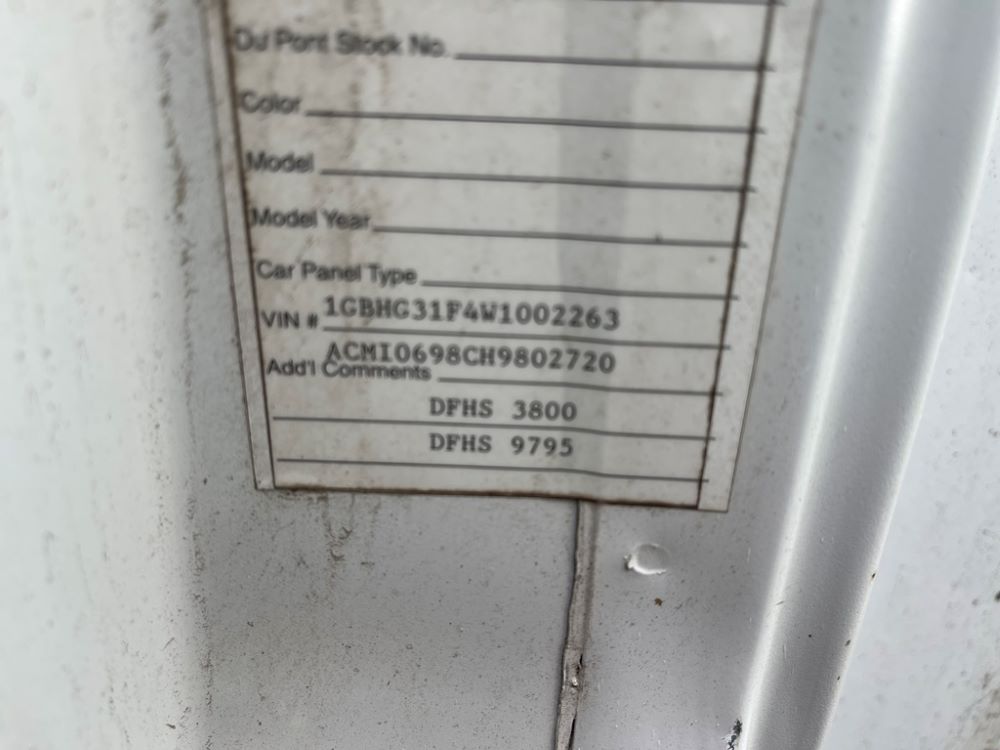 Du Pont Stock No.
Color
Model
Model Year
Car Panel Type
VIN # 1GBHG31F4W1002263
ACMI0698CH9802720
Add'l Comments
DFHS 3800
DFHS 9795